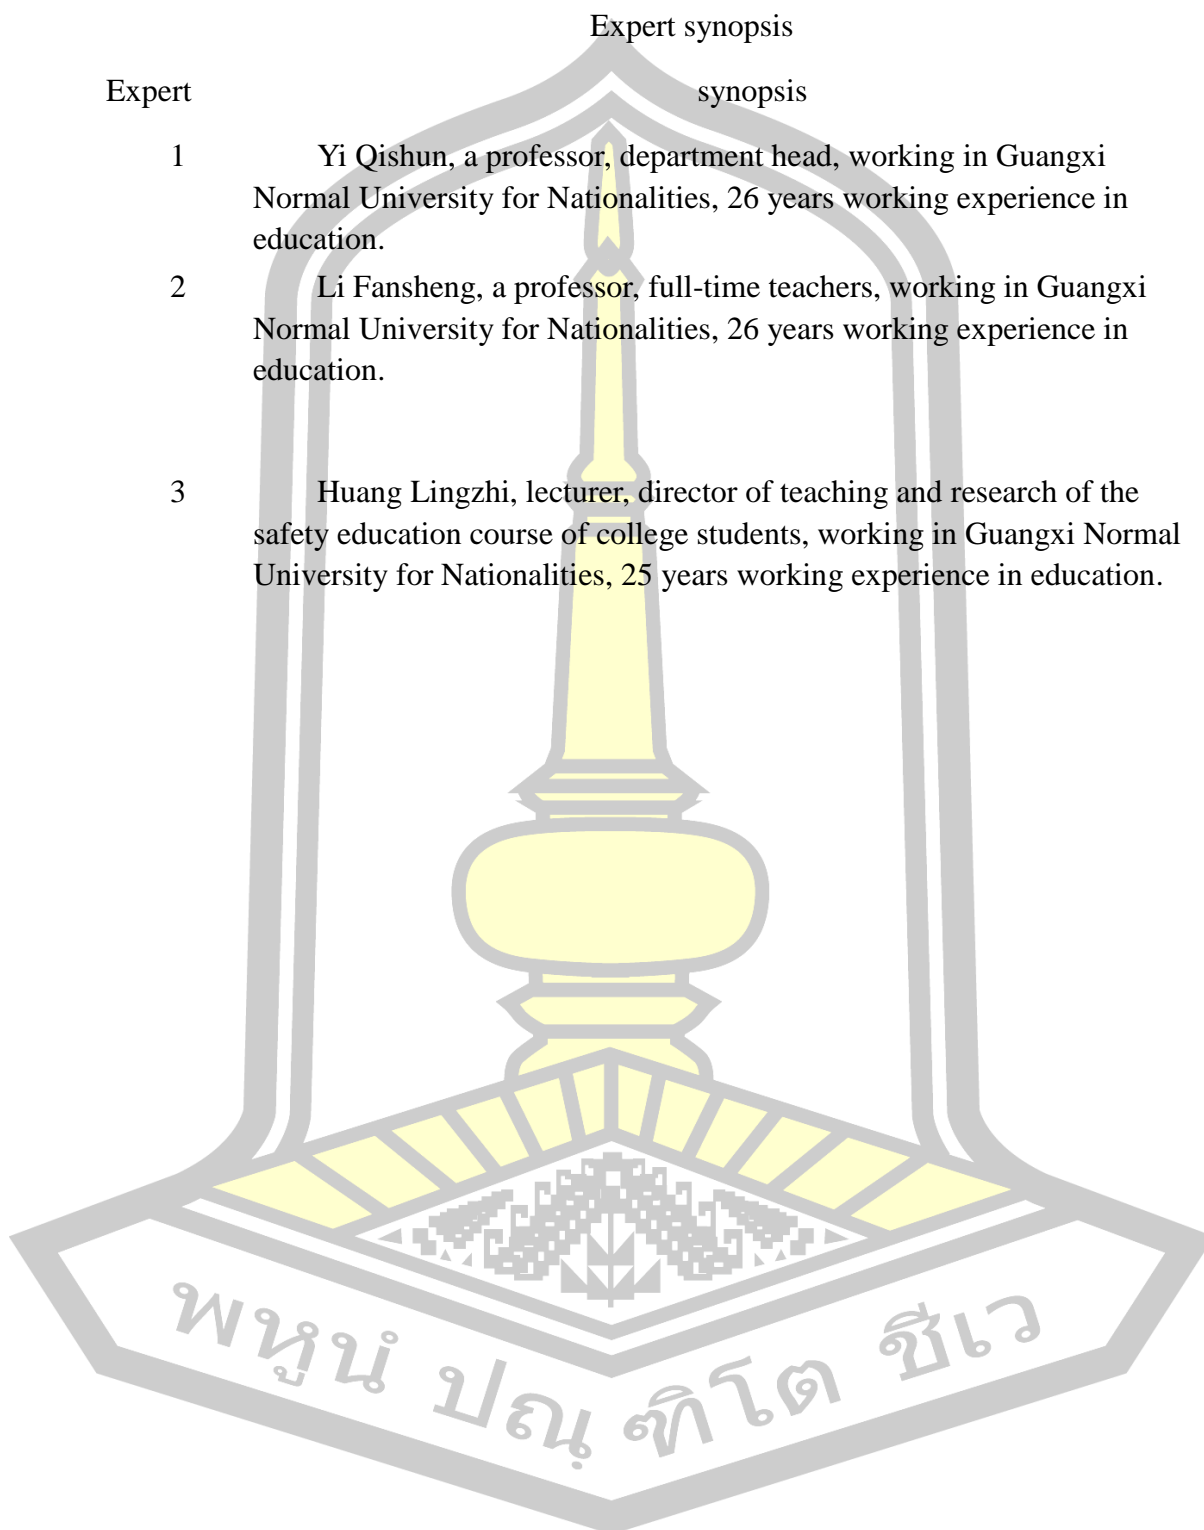 Expert synopsis
Expert synopsis
1 Yi Qishun, a professor, department head, working in Guangxi
Normal University for Nationalities, 26 years working experience in
education.
2 Li Fansheng, a professor, full-time teachers, working in Guangxi
Normal University for Nationalities, 26 years working experience in
education.
3 Huang Lingzhi, lecturer, director of teaching and research of the
safety education course of college students, working in Guangxi Normal
University for Nationalities, 25 years working experience in education.
พหูนํ ปณฺ ฑิโต ชีเว